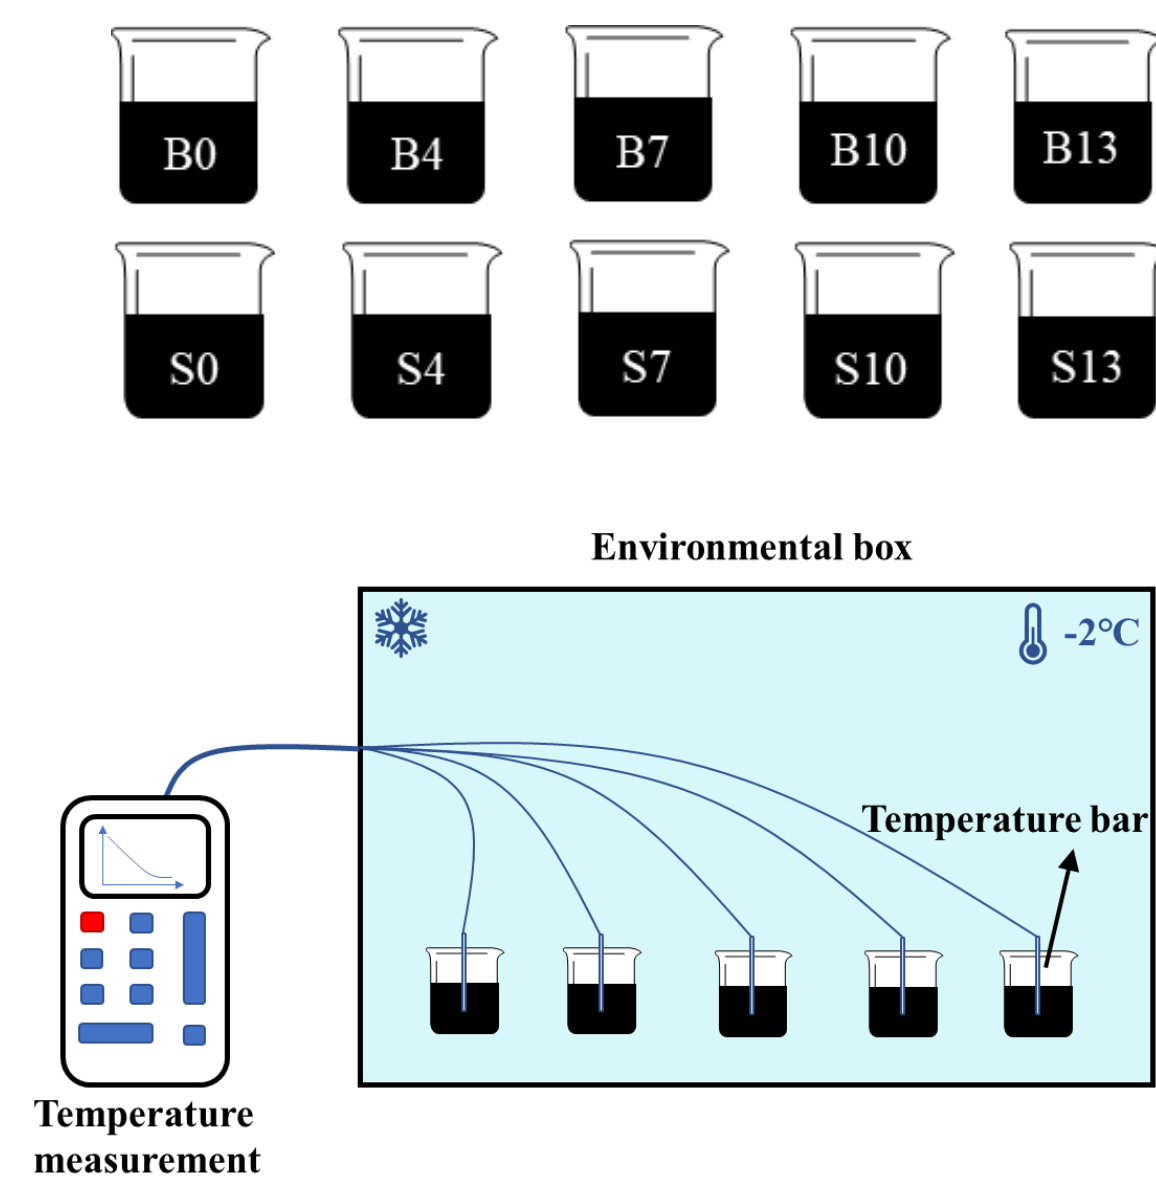 B0
B4
B7
B10
B13
S0
S4
S7
S10
S13
Environmental box
-2°C
Temperature bar
Temperature
measurement